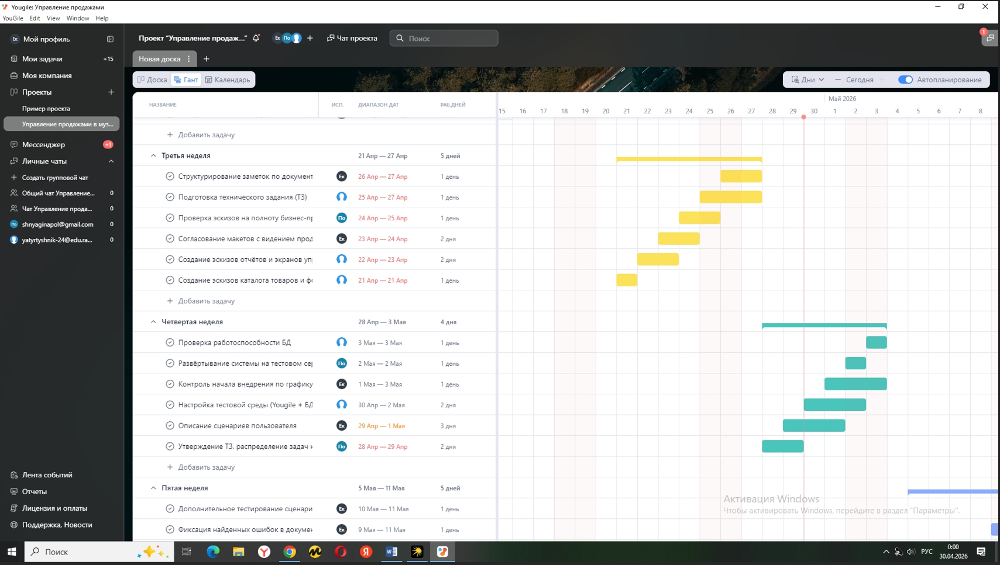 Yougile: Управление продажами
YouGile Edit View Window Help
Ек Мой профиль
Мои задачи +15
Моя компания
Проекты
Пример проекта
Управление продажами в муз...
Мессенджер +1
Личные чаты
Создать групповой чат
Общий чат Управление... 0
Чат Управление прода... 0
По shnyaginapol@gmail.com 0
yatyrtyshnik-24@edu.ra... 0
Лента событий
Отчеты
Лицензия и оплаты
Поддержка, Новости
Проект "Управление продаж..." Ек По Чат проекта Поиск 1
Новая доска
Доска Гант Календарь Дни Сегодня Автопланирование
НАЗВАНИЕ ИСП. ДИАПАЗОН ДАТ РАБ.ДНЕЙ
Май 2026
15 16 17 18 19 20 21 22 23 24 25 26 27 28 29 30 1 2 3 4 5 6 7 8
Добавить задачу
Третья неделя 21 Апр — 27 Апр 5 дней
Структурирование заметок по документ Ек 26 Апр — 27 Апр 1 день
Подготовка технического задания (ТЗ) 25 Апр — 27 Апр 1 день
Проверка эскизов на полноту бизнес-пр По 24 Апр — 25 Апр 1 день
Согласование макетов с видением прод Ек 23 Апр — 24 Апр 2 дня
Создание эскизов отчётов и экранов уп 22 Апр — 23 Апр 2 дня
Создание эскизов каталога товаров и фо 21 Апр — 21 Апр 1 день
Добавить задачу
Четвертая неделя 28 Апр — 3 Мая 4 дня
Проверка работоспособности БД 3 Мая — 3 Мая 1 день
Развёртывание системы на тестовом сер По 2 Мая — 2 Мая 1 день
Контроль начала внедрения по графику Ек 1 Мая — 3 Мая 1 день
Настройка тестовой среды (Yougile + БД 30 Апр — 2 Мая 2 дня
Описание сценариев пользователя Ек 29 Апр — 1 Мая 3 дня
Утверждение ТЗ, распределение задач н По 28 Апр — 29 Апр 2 дня
Добавить задачу
Пятая неделя 5 Мая — 11 Мая 5 дней
Дополнительное тестирование сценари Ек 10 Мая — 11 Мая 1 день
Фиксация найденных ошибок в докумен Ек 9 Мая — 11 Мая 1 день
Активация Windows
Чтобы активировать Windows, перейдите в раздел "Параметры".
Поиск
РУС
0:00
30.04.2026